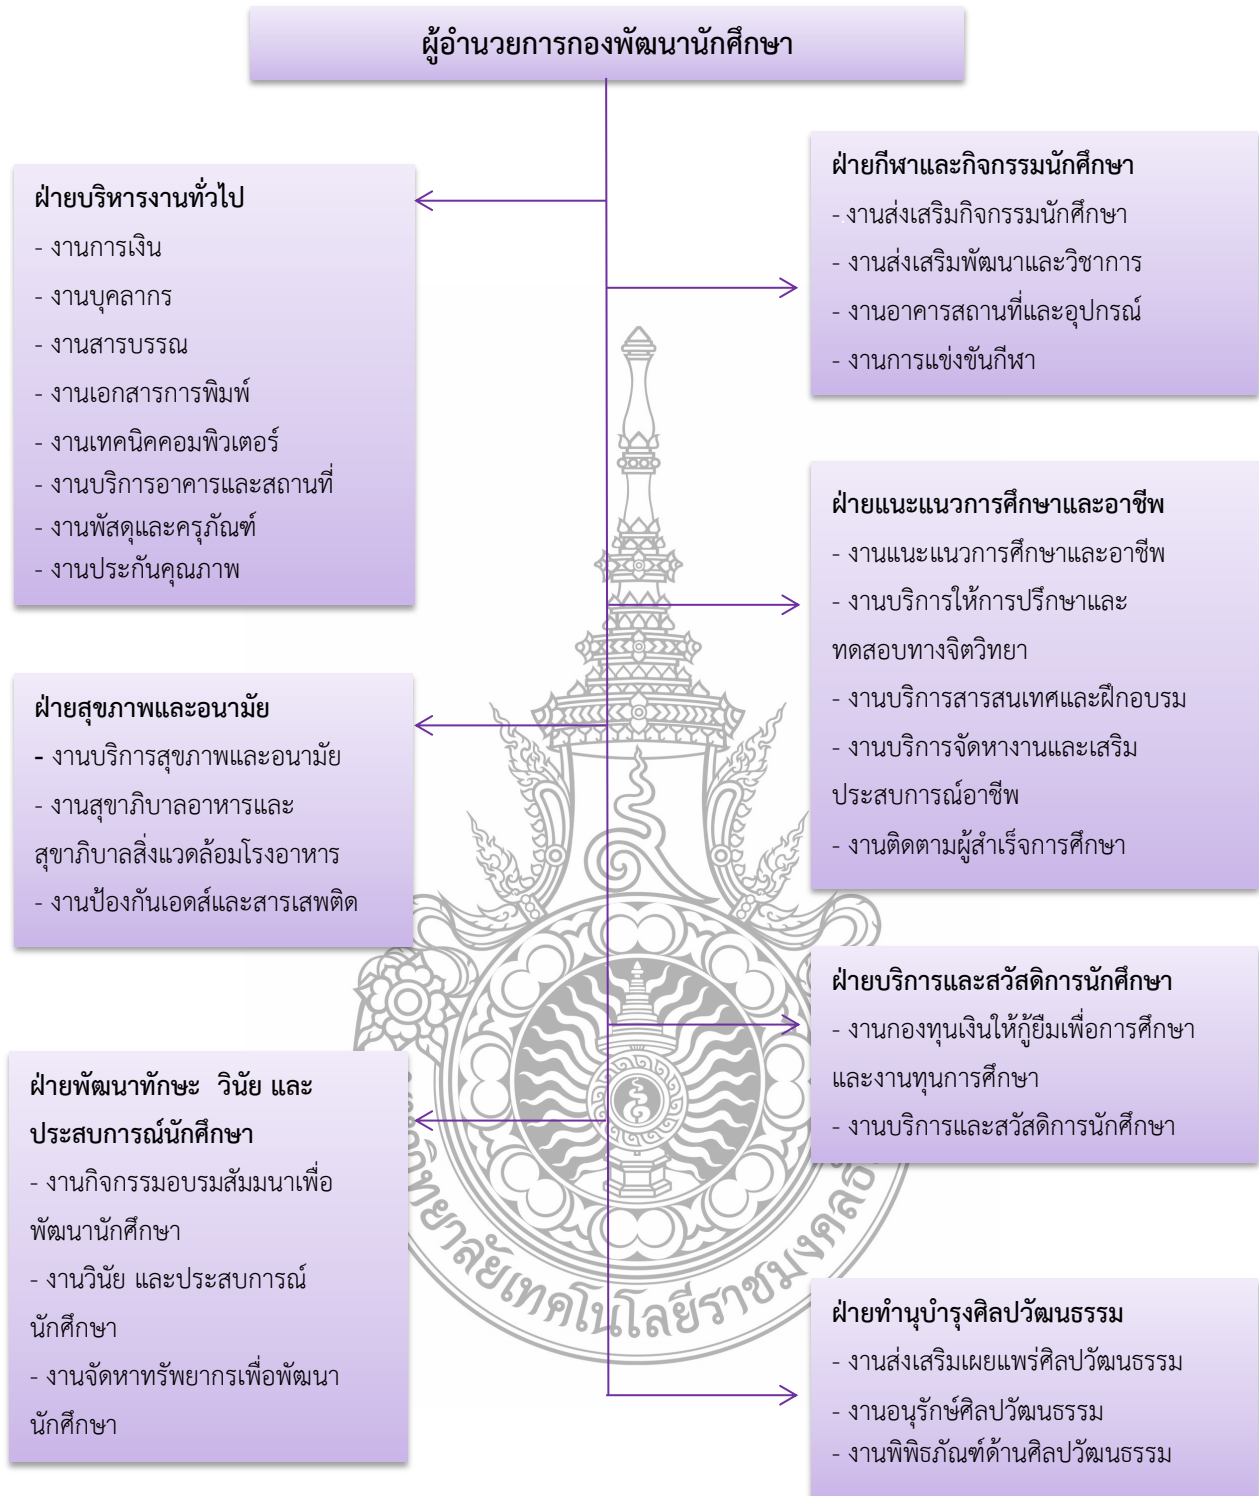 ผู้อำนวยการกองพัฒนานักศึกษา
ฝ่ายบริหารงานทั่วไป
- งานการเงิน
- งานบุคลากร
- งานสารบรรณ
- งานเอกสารการพิมพ์
- งานเทคนิคคอมพิวเตอร์
- งานบริการอาคารและสถานที่
- งานพัสดุและครุภัณฑ์
- งานประกันคุณภาพ
ฝ่ายกีฬาและกิจกรรมนักศึกษา
- งานส่งเสริมกิจกรรมนักศึกษา
- งานส่งเสริมพัฒนาและวิชาการ
- งานอาคารสถานที่และอุปกรณ์
- งานการแข่งขันกีฬา
ฝ่ายแนะแนวการศึกษาและอาชีพ
- งานแนะแนวการศึกษาและอาชีพ
- งานบริการให้การปรึกษาและ
ทดสอบทางจิตวิทยา
- งานบริการสารสนเทศและฝึกอบรม
- งานบริการจัดหางานและเสริม
ประสบการณ์อาชีพ
- งานติดตามผู้สำเร็จการศึกษา
ฝ่ายสุขภาพและอนามัย
- งานบริการสุขภาพและอนามัย
- งานสุขาภิบาลอาหารและ
สุขาภิบาลสิ่งแวดล้อมโรงอาหาร
- งานป้องกันเอดส์และสารเสพติด
ฝ่ายบริการและสวัสดิการนักศึกษา
- งานกองทุนเงินให้กู้ยืมเพื่อการศึกษา
และงานทุนการศึกษา
- งานบริการและสวัสดิการนักศึกษา
ฝ่ายพัฒนาทักษะ วินัย และ
ประสบการณ์นักศึกษา
- งานกิจกรรมอบรมสัมมนาเพื่อ
พัฒนานักศึกษา
- งานวินัย และประสบการณ์
นักศึกษา
- งานจัดหาทรัพยากรเพื่อพัฒนา
นักศึกษา
ฝ่ายทำนุบำรุงศิลปวัฒนธรรม
- งานส่งเสริมเผยแพร่ศิลปวัฒนธรรม
- งานอนุรักษ์ศิลปวัฒนธรรม
- งานพิพิธภัณฑ์ด้านศิลปวัฒนธรรม
วิทยาลัยเทคโนโลยีราชมงคล